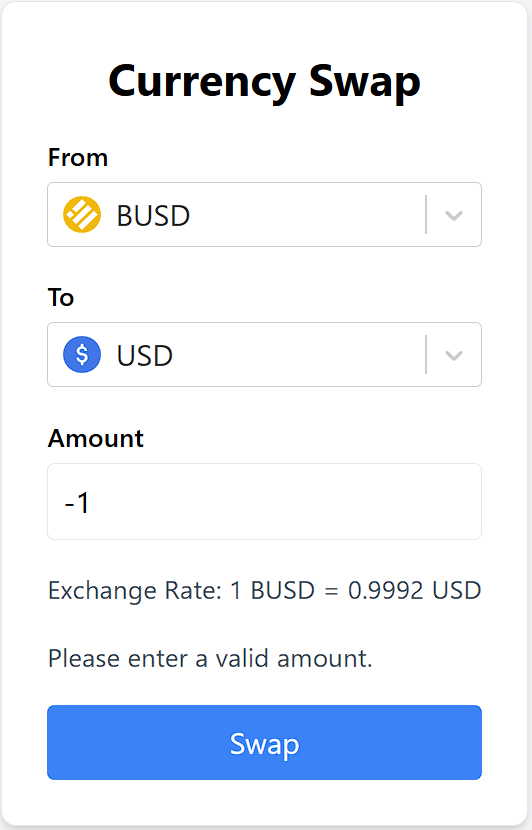 Currency Swap
From
BUSD
To
$ USD
Amount
-1
Exchange Rate: 1 BUSD = 0.9992 USD
Please enter a valid amount.
Swap